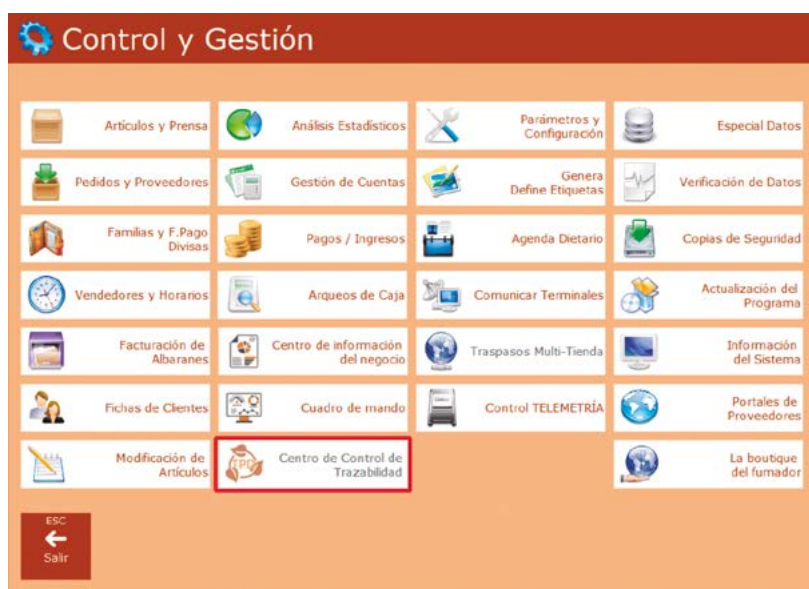 Control y Gestión
Artículos y Prensa
Análisis Estadísticos
Parámetros y
Configuración
Especial Datos
Pedidos y Proveedores
Gestión de Cuentas
Genera
Define Etiquetas
Verificación de Datos
Familias y F.Pago
Divisas
Pagos / Ingresos
Agenda Dietario
Copias de Seguridad
Vendedores y Horarios
Arqueos de Caja
Comunicar Terminales
Actualización del
Programa
Facturación de
Albaranes
Centro de información
del negocio
Traspasos Multi-Tienda
Información
del Sistema
Fichas de Clientes
Cuadro de mando
Control TELEMETRÍA
Portales de
Proveedores
Modificación de
Artículos
TPD
Centro de Control de
Trazabilidad
La boutique
del fumador
ESC
Salir